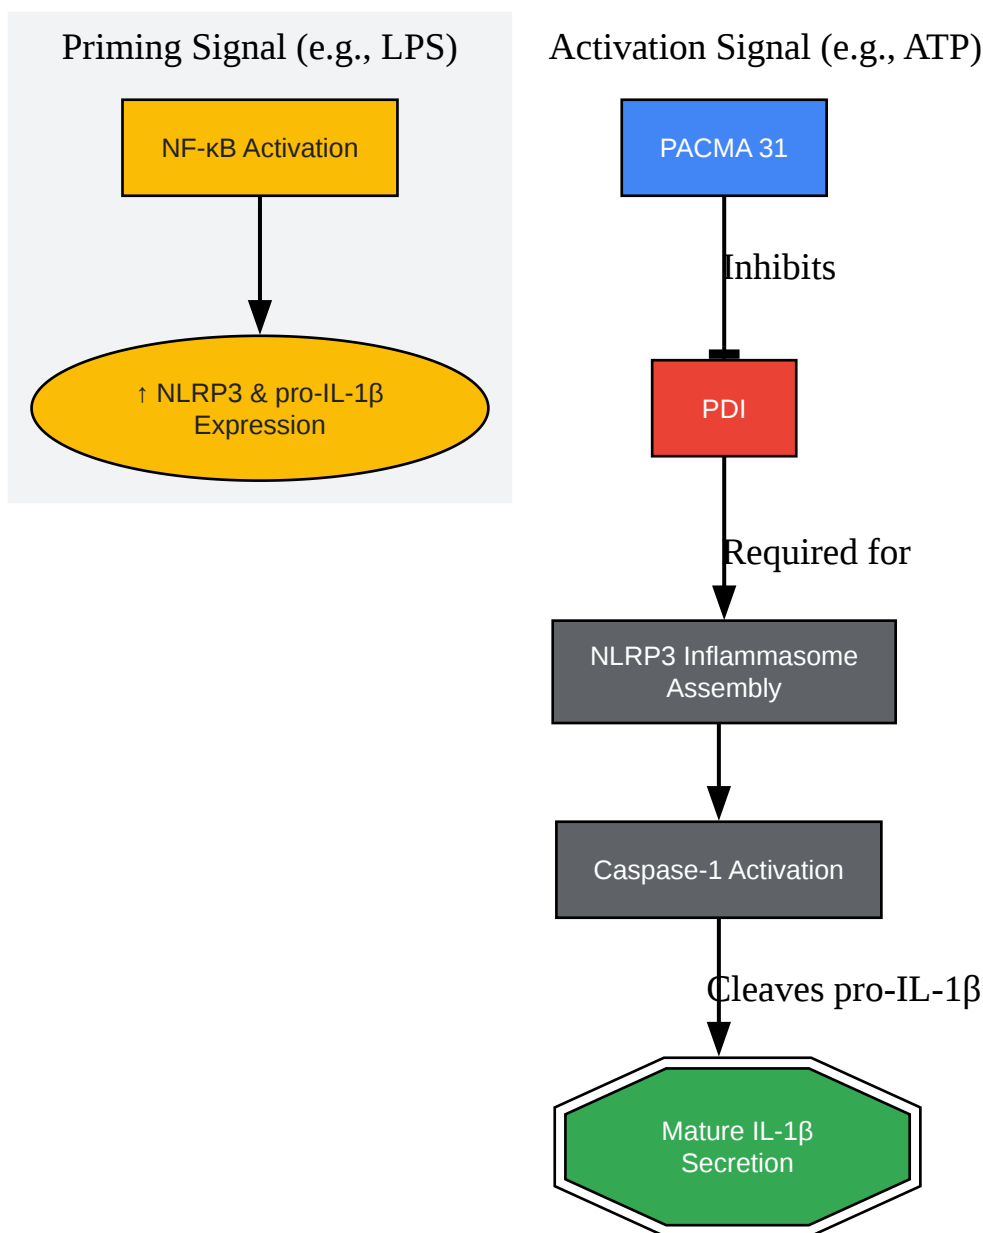 Priming Signal (e.g., LPS)
NF-κB Activation
↑ NLRP3 & pro-IL-1β
Expression
Activation Signal (e.g., ATP)
PACMA 31
Inhibits
PDI
Required for
NLRP3 Inflammasome
Assembly
Caspase-1 Activation
Cleaves pro-IL-1β
Mature IL-1β
Secretion